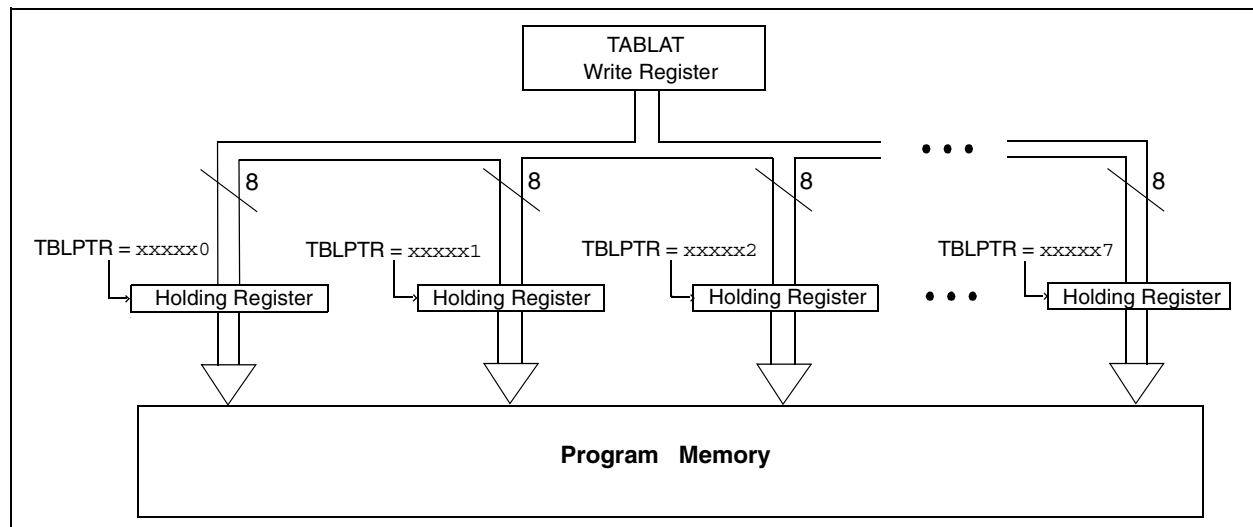 TABLAT
Write Register
• • •
8 8 8 8
TBLPTR = xxxxx0 TBLPTR = xxxxx1 TBLPTR = xxxxx2 TBLPTR = xxxxx7
Holding Register Holding Register Holding Register • • • Holding Register
Program Memory